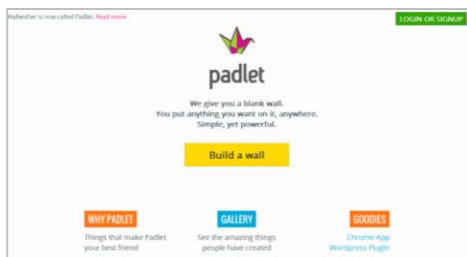 Wallwisher is now called Padlet. Read more
LOGIN OR SIGNUP
padlet
We give you a blank wall.
You put anything you want on it, anywhere.
Simple, yet powerful.
Build a wall
WHY PADLET
Things that make Padlet
your best friend
GALLERY
See the amazing things
people have created
GOODIES
Chrome App
Wordpress Plugin